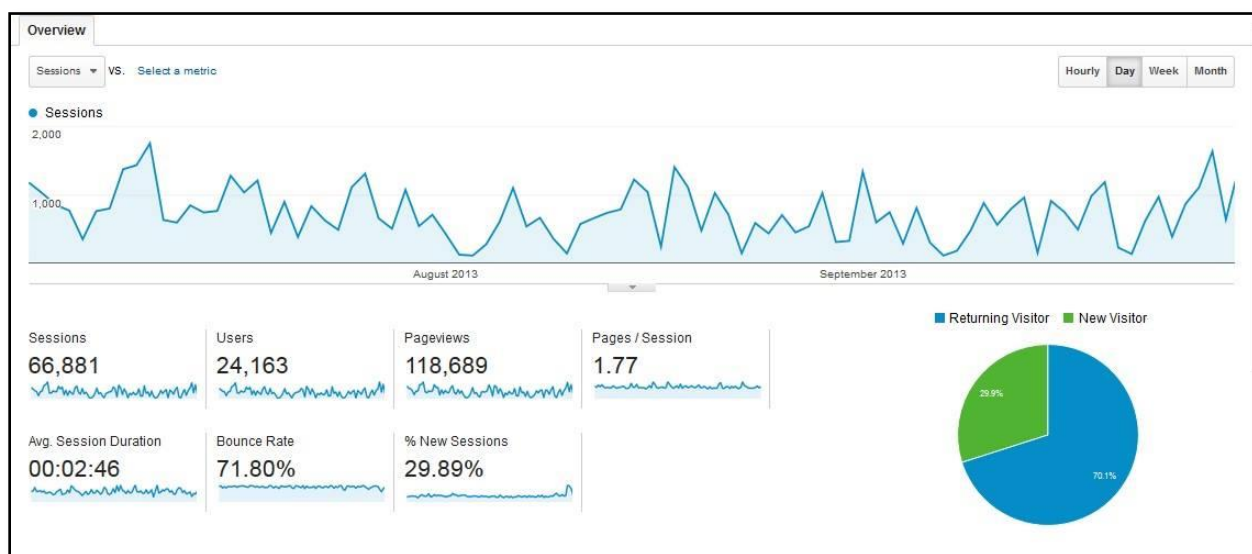 Overview
Sessions VS. Select a metric
Hourly Day Week Month
Sessions
2,000
1,000
August 2013 September 2013
Returning Visitor New Visitor
Sessions Users Pageviews Pages / Session
66,881 24,163 118,689 1.77
29.9%
70.1%
Avg. Session Duration Bounce Rate % New Sessions
00:02:46 71.80% 29.89%